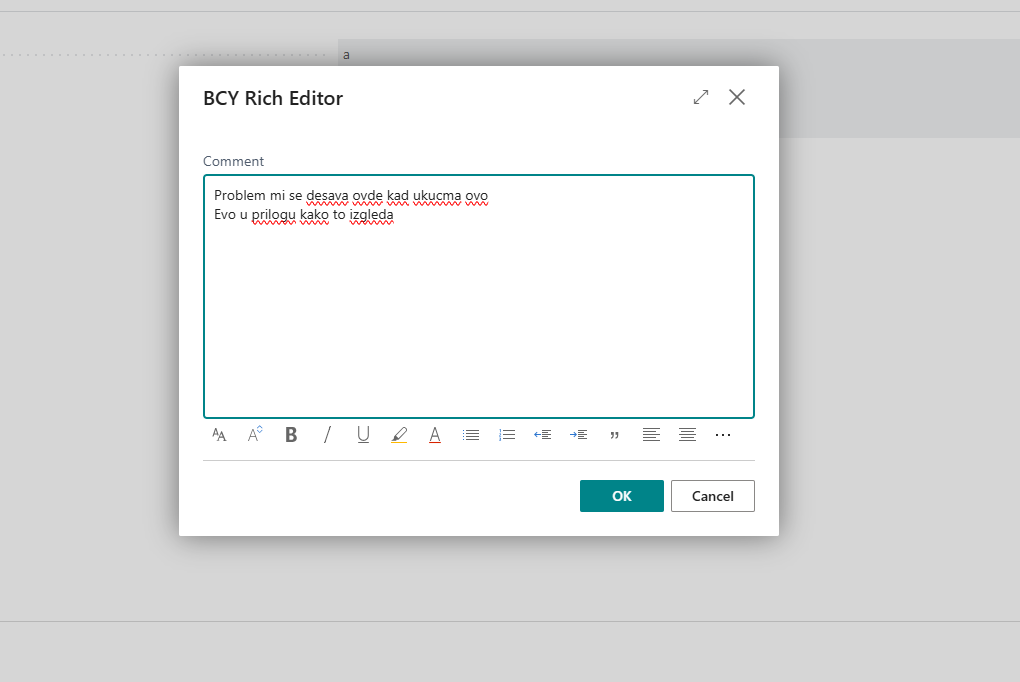 a
BCY Rich Editor
Comment
Problem mi se desava ovde kad ukucma ovo
Evo u prilogu kako to izgleda
OK
Cancel